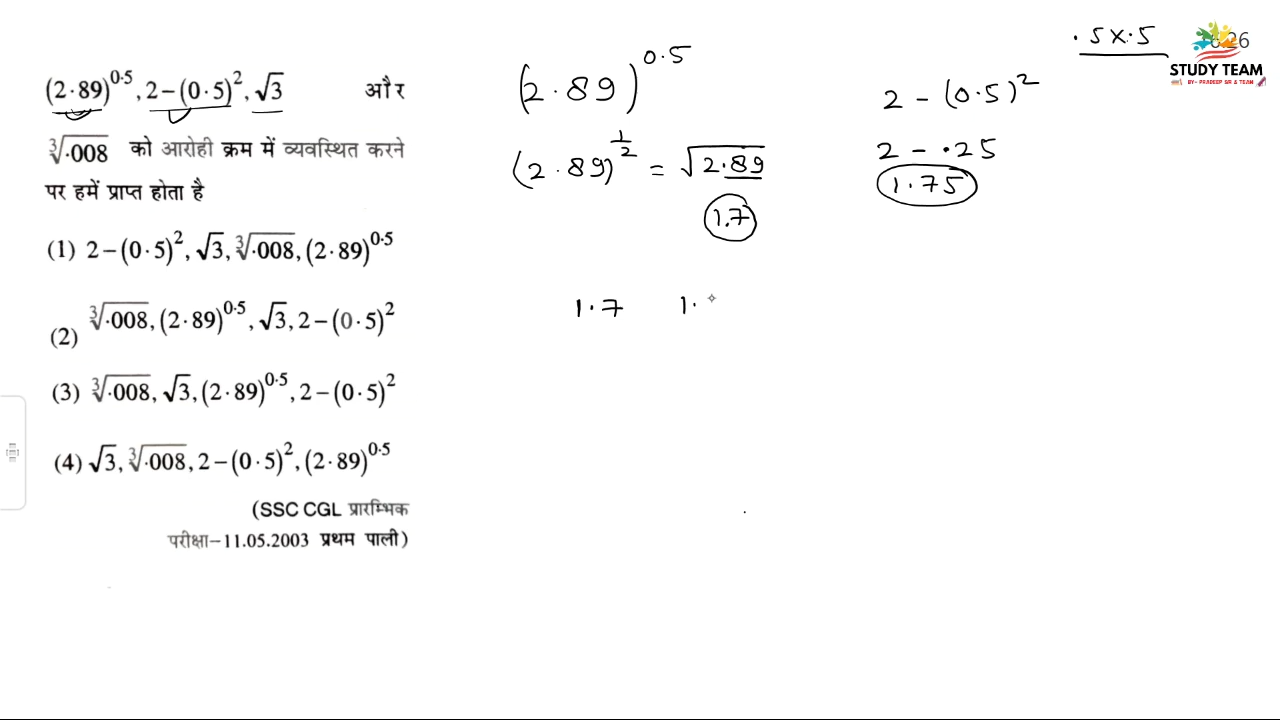 (2·89)^0·5, 2−(0·5)^2, √3 और
∛·008 को आरोही क्रम में व्यवस्थित करने
पर हमें प्राप्त होता है
(1) 2−(0·5)^2, √3, ∛·008, (2·89)^0·5
(2) ∛·008, (2·89)^0·5, √3, 2−(0·5)^2
(3) ∛·008, √3, (2·89)^0·5, 2−(0·5)^2
(4) √3, ∛·008, 2−(0·5)^2, (2·89)^0·5
(SSC CGL प्रारम्भिक
परीक्षा−11.05.2003 प्रथम पाली)
(2·89)^0·5
(2·89)^1/2 = √2·89
1.7
1·7 1·
2 − (0·5)^2
2 − ·25
1·75
·5×·5
STUDY TEAM
BY- PRADEEP SIR & TEAM